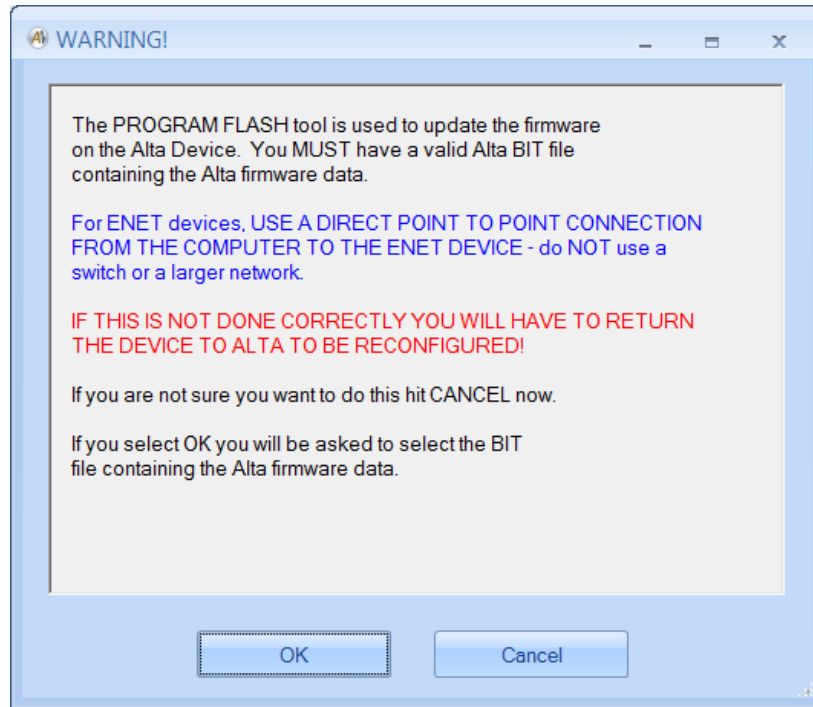 WARNING!
The PROGRAM FLASH tool is used to update the firmware
on the Alta Device.  You MUST have a valid Alta BIT file
containing the Alta firmware data.
For ENET devices, USE A DIRECT POINT TO POINT CONNECTION
FROM THE COMPUTER TO THE ENET DEVICE - do NOT use a
switch or a larger network.
IF THIS IS NOT DONE CORRECTLY YOU WILL HAVE TO RETURN
THE DEVICE TO ALTA TO BE RECONFIGURED!
If you are not sure you want to do this hit CANCEL now.
If you select OK you will be asked to select the BIT
file containing the Alta firmware data.
OK
Cancel